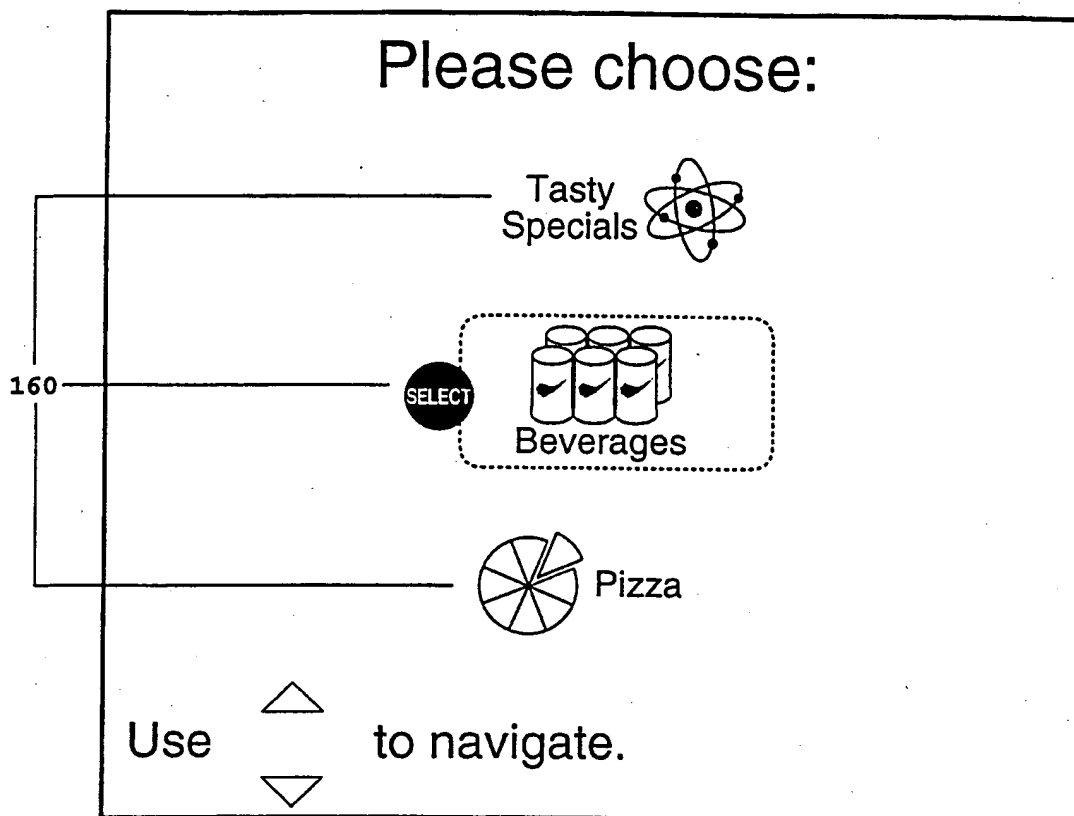 Please choose:
Tasty
Specials
160
SELECT
Beverages
Pizza
Use to navigate.